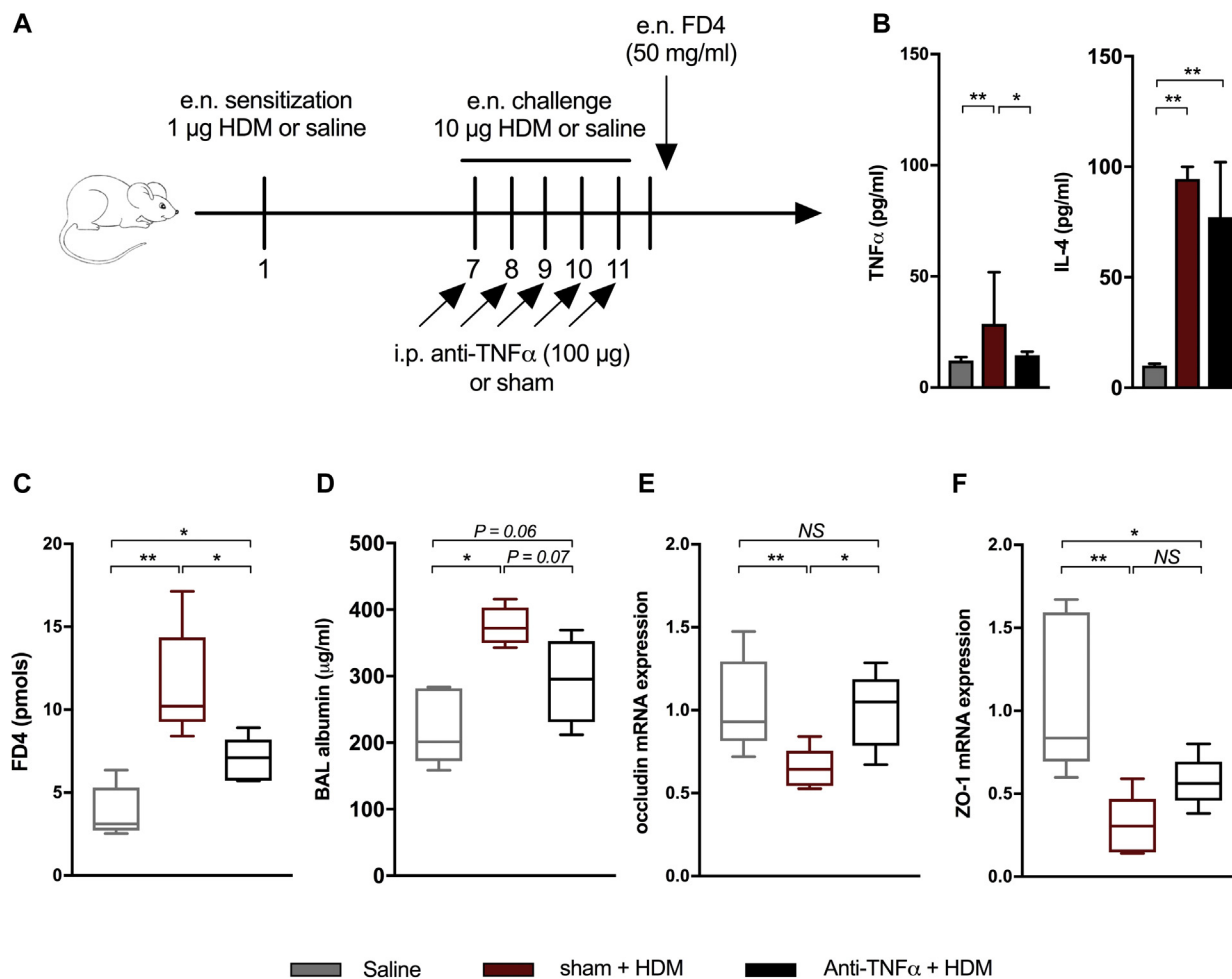 A
e.n. FD4
(50 mg/ml)
e.n. sensitization
1 µg HDM or saline
e.n. challenge
10 µg HDM or saline
1
7
8
9
10
11
i.p. anti-TNFα (100 µg)
or sham
B
TNFα (pg/ml)
150
100
50
0
**
*
IL-4 (pg/ml)
150
100
50
0
**
**
C
FD4 (pmols)
20
15
10
5
0
*
**
*
D
BAL albumin (µg/ml)
500
400
300
200
100
0
P = 0.06
*
P = 0.07
E
occludin mRNA expression
2.0
1.5
1.0
0.5
0.0
NS
**
*
F
ZO-1 mRNA expression
2.0
1.5
1.0
0.5
0.0
*
**
NS
Saline
sham + HDM
Anti-TNFα + HDM